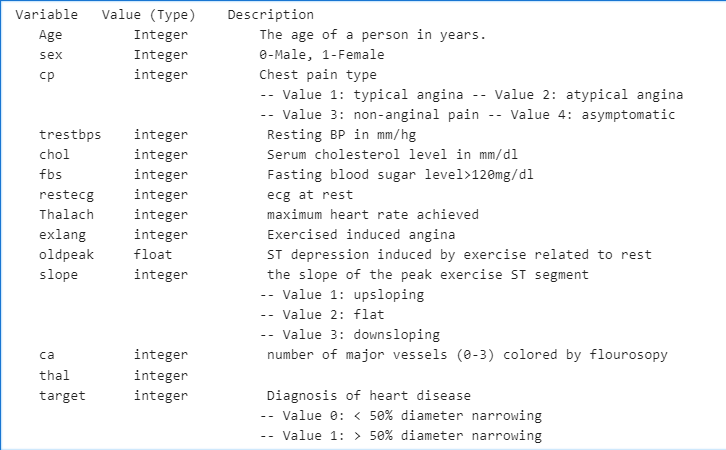 Variable Value (Type) Description
Age Integer The age of a person in years.
sex Integer 0-Male, 1-Female
cp integer Chest pain type
-- Value 1: typical angina -- Value 2: atypical angina
-- Value 3: non-anginal pain -- Value 4: asymptomatic
trestbps integer Resting BP in mm/hg
chol integer Serum cholesterol level in mm/dl
fbs integer Fasting blood sugar level>120mg/dl
restecg integer ecg at rest
Thalach integer maximum heart rate achieved
exlang integer Exercised induced angina
oldpeak float ST depression induced by exercise related to rest
slope integer the slope of the peak exercise ST segment
-- Value 1: upsloping
-- Value 2: flat
-- Value 3: downsloping
ca integer number of major vessels (0-3) colored by flourosopy
thal integer
target integer Diagnosis of heart disease
-- Value 0: < 50% diameter narrowing
-- Value 1: > 50% diameter narrowing